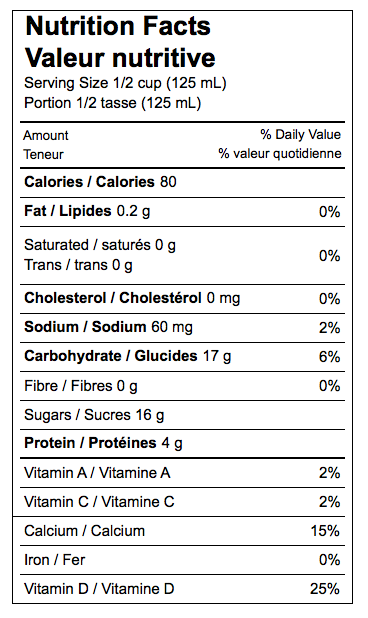 Nutrition Facts
Valeur nutritive
Serving Size 1/2 cup (125 mL)
Portion 1/2 tasse (125 mL)
Amount % Daily Value
Teneur % valeur quotidienne
Calories / Calories 80
Fat / Lipides 0.2 g 0%
Saturated / saturés 0 g
Trans / trans 0 g 0%
Cholesterol / Cholestérol 0 mg 0%
Sodium / Sodium 60 mg 2%
Carbohydrate / Glucides 17 g 6%
Fibre / Fibres 0 g 0%
Sugars / Sucres 16 g
Protein / Protéines 4 g
Vitamin A / Vitamine A 2%
Vitamin C / Vitamine C 2%
Calcium / Calcium 15%
Iron / Fer 0%
Vitamin D / Vitamine D 25%